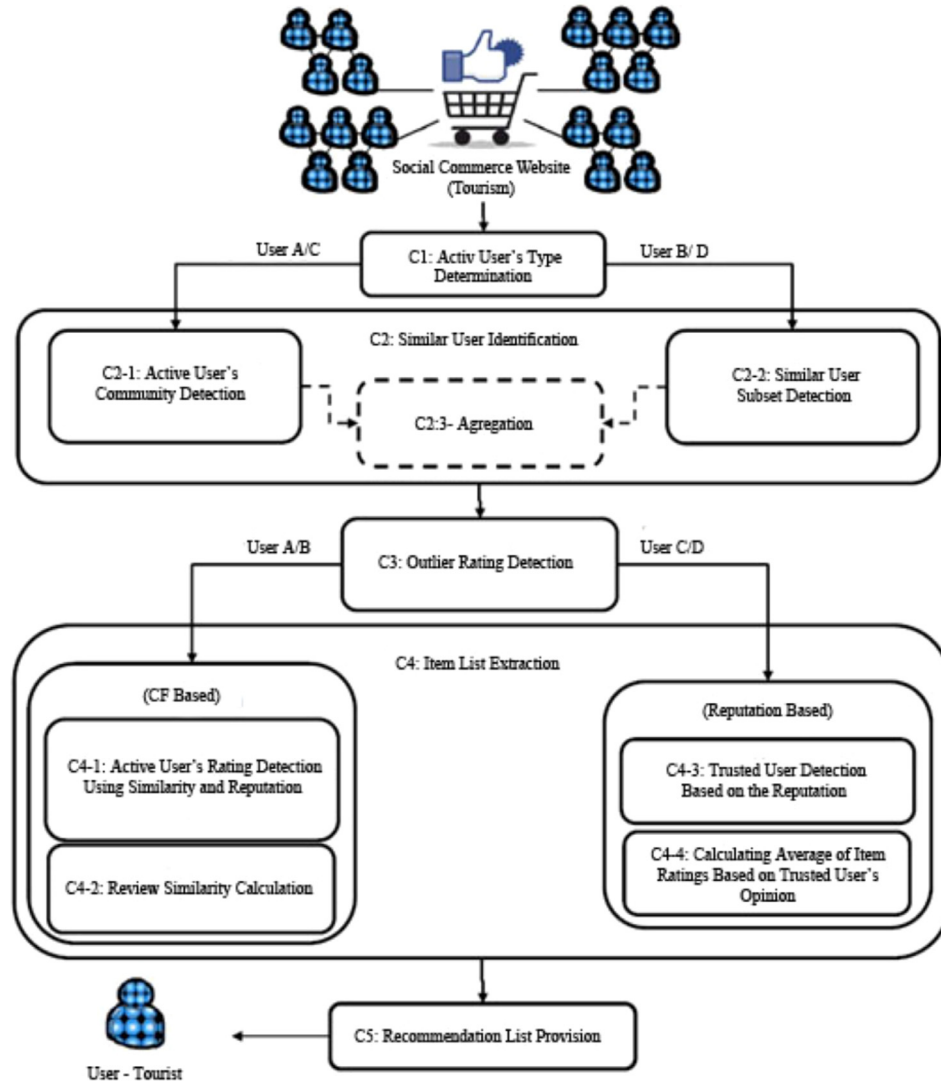 Social Commerce Website
(Tourism)
User A/C
C1: Activ User's Type
Determination
User B/ D
C2: Similar User Identification
C2-1: Active User's
Community Detection
C2:3- Agregation
C2-2: Similar User
Subset Detection
User A/B
C3: Outlier Rating Detection
User C/D
C4: Item List Extraction
(CF Based)
C4-1: Active User's Rating Detection
Using Similarity and Reputation
C4-2: Review Similarity Calculation
(Reputation Based)
C4-3: Trusted User Detection
Based on the Reputation
C4-4: Calculating Average of Item
Ratings Based on Trusted User's
Opinion
C5: Recommendation List Provision
User - Tourist